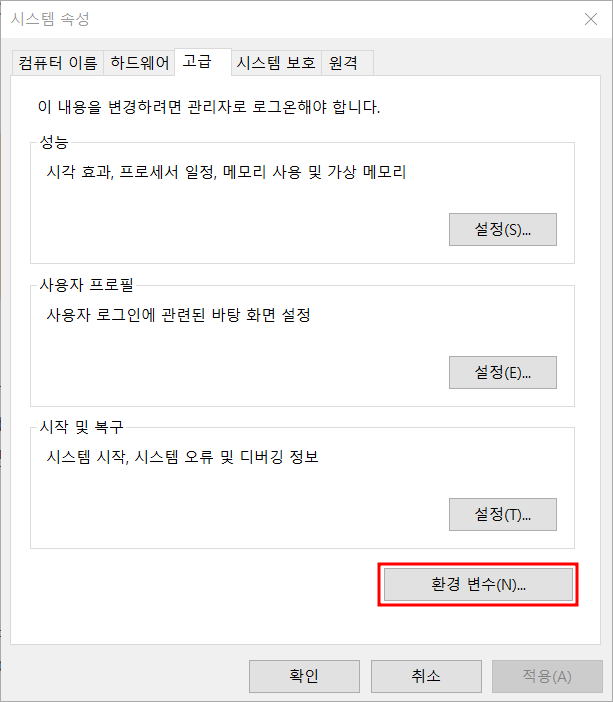 시스템 속성
컴퓨터 이름 하드웨어 고급 시스템 보호 원격
이 내용을 변경하려면 관리자로 로그온해야 합니다.
성능
시각 효과, 프로세서 일정, 메모리 사용 및 가상 메모리
설정(S)...
사용자 프로필
사용자 로그인에 관련된 바탕 화면 설정
설정(E)...
시작 및 복구
시스템 시작, 시스템 오류 및 디버깅 정보
설정(T)...
환경 변수(N)...
확인 취소 적용(A)